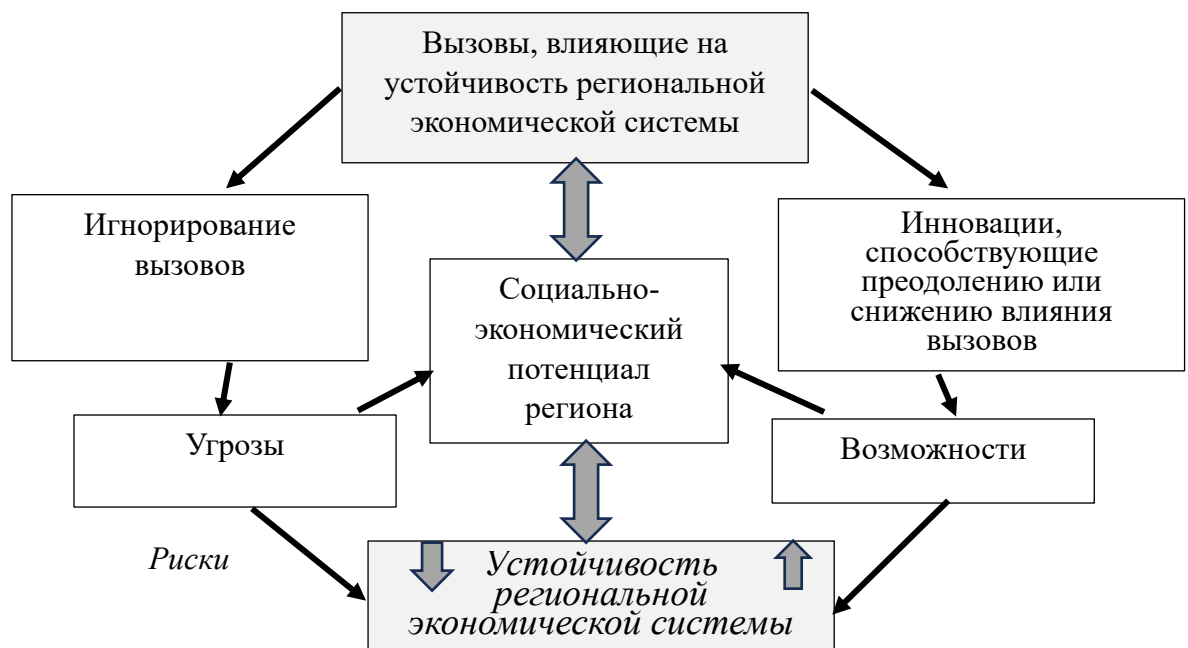 Вызовы, влияющие на
устойчивость региональной
экономической системы
Игнорирование
вызовов
Инновации,
способствующие
преодолению или
снижению влияния
вызовов
Социально-
экономический
потенциал
региона
Угрозы
Возможности
Риски
Устойчивость
региональной
экономической системы